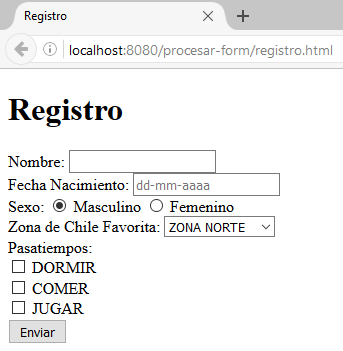 Registro
localhost:8080/procesar-form/registro.html
Registro
Nombre:
Fecha Nacimiento: dd-mm-aaaa
Sexo: Masculino Femenino
Zona de Chile Favorita: ZONA NORTE
Pasatiempos:
DORMIR
COMER
JUGAR
Enviar